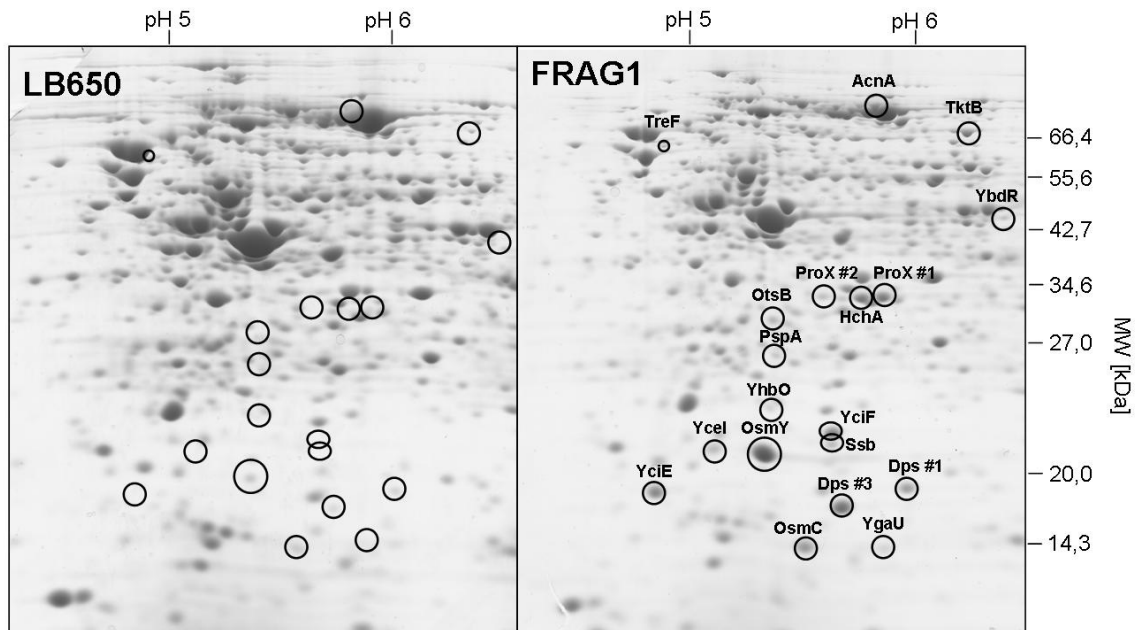 pH 5 pH 6 pH 5 pH 6
LB650 FRAG1
AcnA
TktB
TreF
66,4
55,6
YbdR
42,7
ProX #2 ProX #1
34,6
OtsB
HchA
PspA
27,0
MW [kDa]
YhbO
YciF
YceI OsmY
Ssb
YciE
Dps #1
20,0
Dps #3
OsmC YgaU
14,3